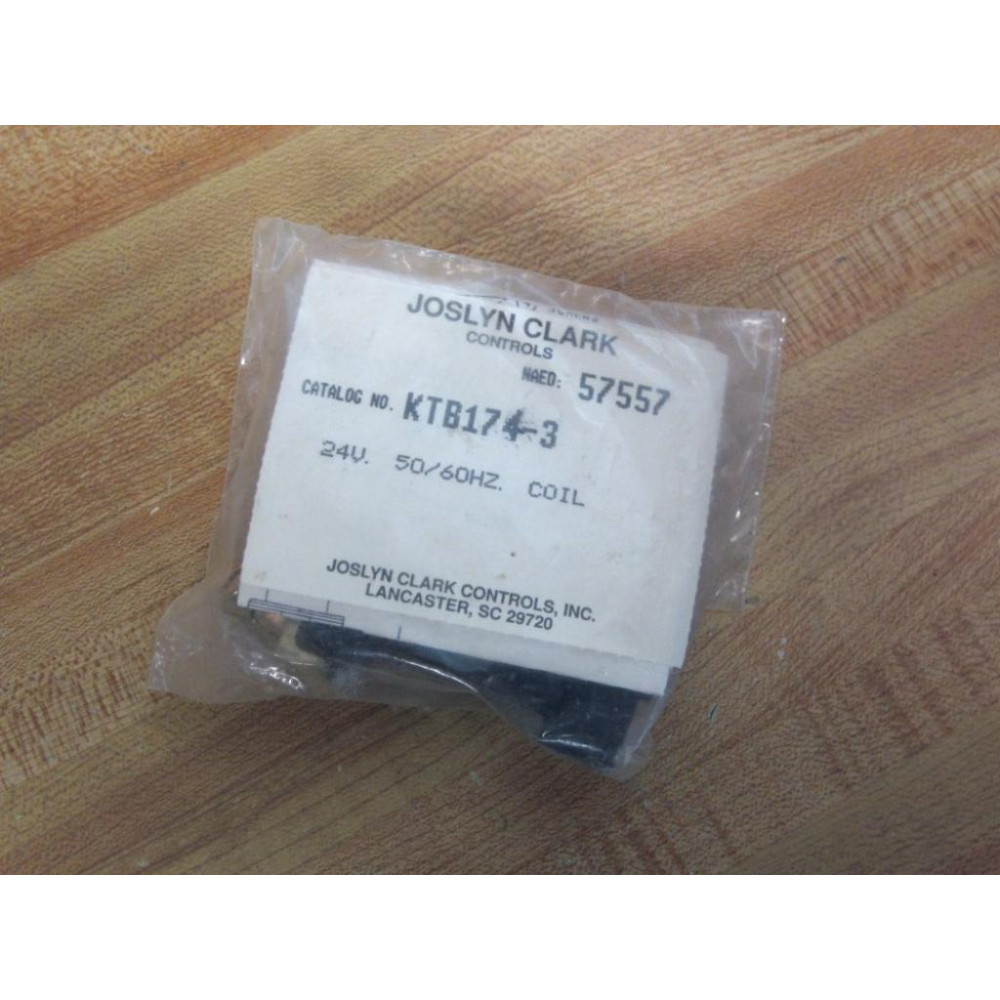 JOSLYN CLARK
CONTROLS
NAED: 57557
CATALOG NO. KTB174-3
24V. 50/60HZ. COIL
JOSLYN CLARK CONTROLS, INC.
LANCASTER, SC 29720